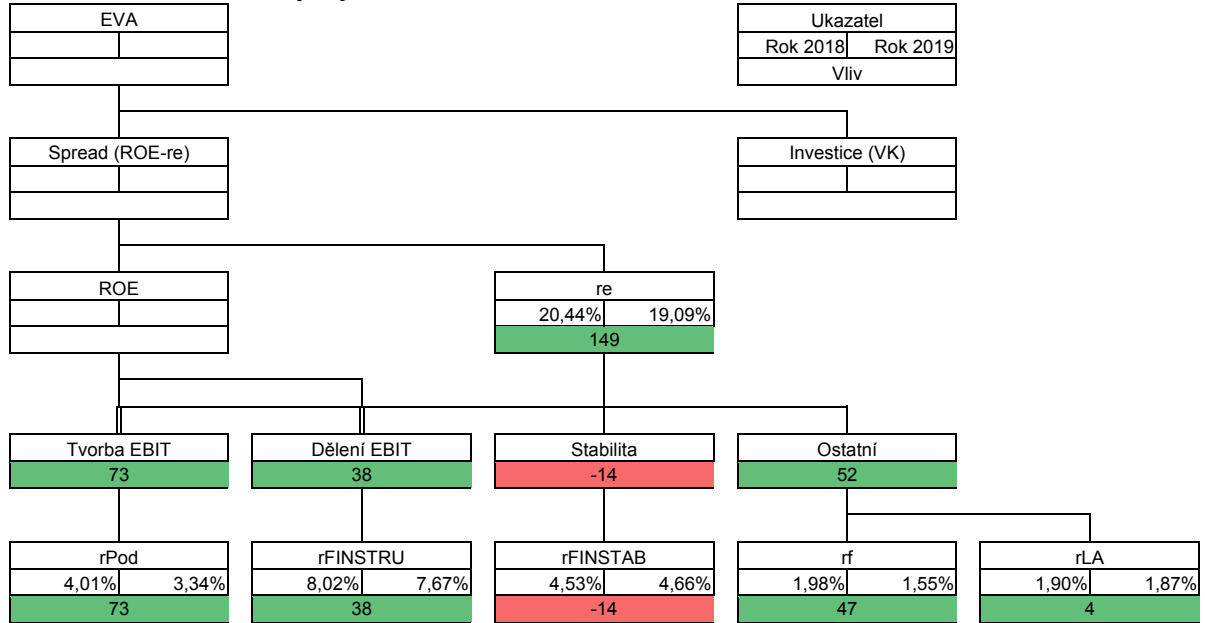 EVA
Ukazatel
Rok 2018 Rok 2019
Vliv
Spread (ROE-re)
Investice (VK)
ROE
re
20,44% 19,09%
149
Tvorba EBIT
73
Dělení EBIT
38
Stabilita
-14
Ostatní
52
rPod
4,01% 3,34%
73
rFINSTRU
8,02% 7,67%
38
rFINSTAB
4,53% 4,66%
-14
rf
1,98% 1,55%
47
rLA
1,90% 1,87%
4